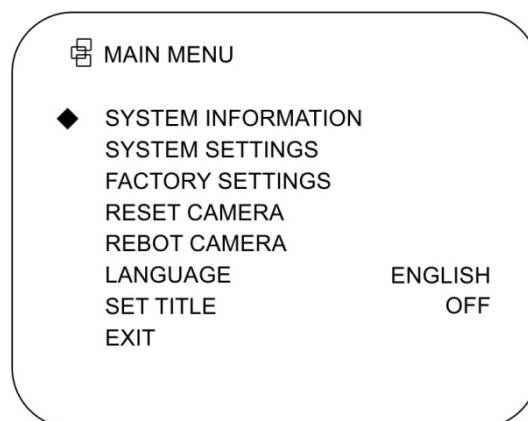 MAIN MENU
SYSTEM INFORMATION
SYSTEM SETTINGS
FACTORY SETTINGS
RESET CAMERA
REBOT CAMERA
LANGUAGE ENGLISH
SET TITLE OFF
EXIT